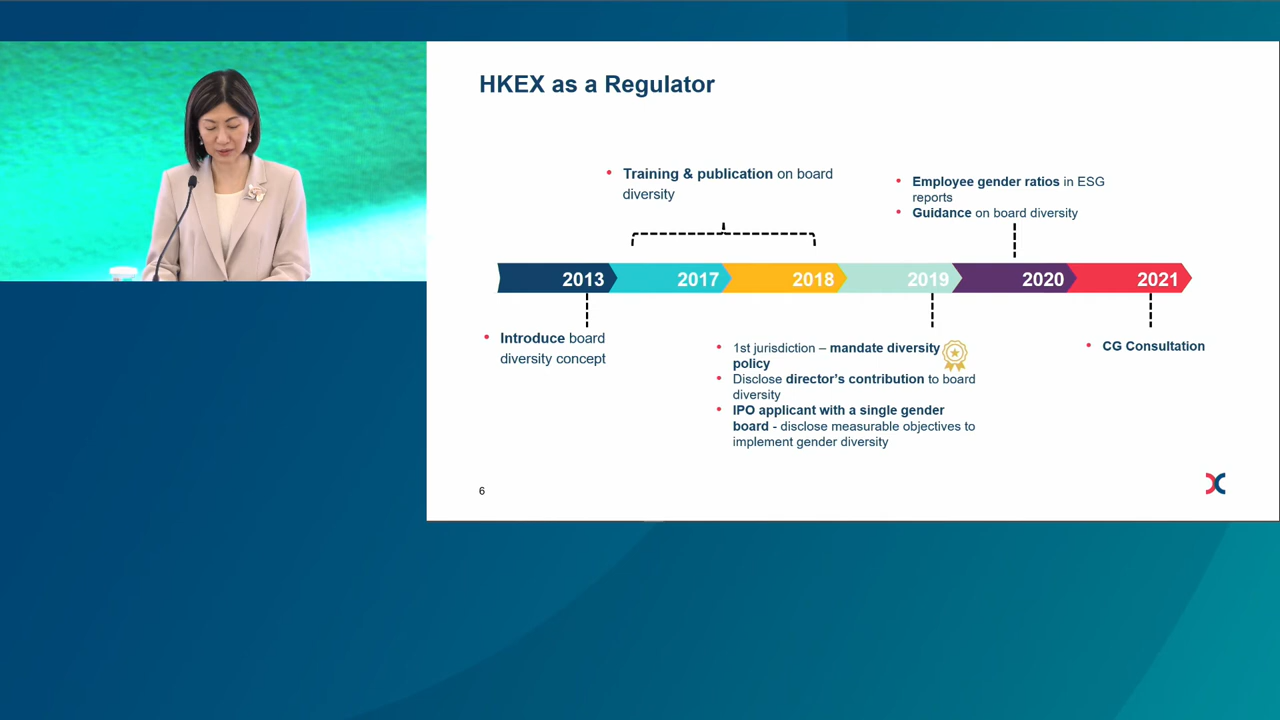 HKEX as a Regulator
• Training & publication on board
diversity
• Employee gender ratios in ESG
reports
• Guidance on board diversity
2013
2017
2018
2019
2020
2021
• Introduce board
diversity concept
• 1st jurisdiction – mandate diversity
policy
• Disclose director’s contribution to board
diversity
• IPO applicant with a single gender
board - disclose measurable objectives to
implement gender diversity
• CG Consultation
6